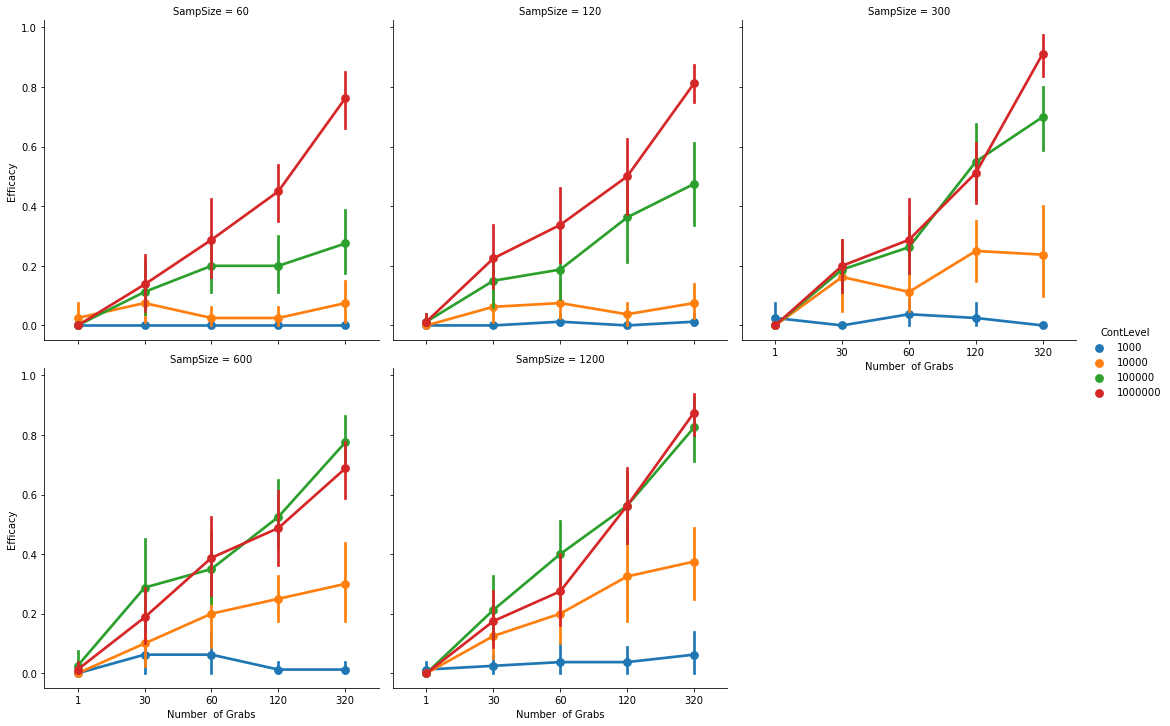 SampSize = 60
SampSize = 120
SampSize = 300
1.0
0.8
0.6
0.4
0.2
0.0
Efficacy
1 30 60 120 320
Number  of Grabs
ContLevel
1000
10000
100000
1000000
SampSize = 600
SampSize = 1200
1.0
0.8
0.6
0.4
0.2
0.0
Efficacy
1 30 60 120 320
Number  of Grabs
1 30 60 120 320
Number  of Grabs